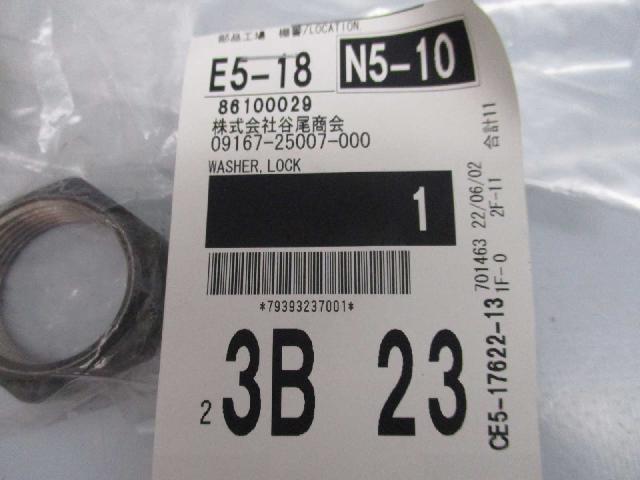 部品工場 棚番/LOCATION
E5-18 N5-10
86100029
株式会社谷尾商会
09167-25007-000
WASHER,LOCK
1
*79393237001*
2 3B 23
合計11
22/06/02 2F-11
701463 1F-0
CE5-17622-13